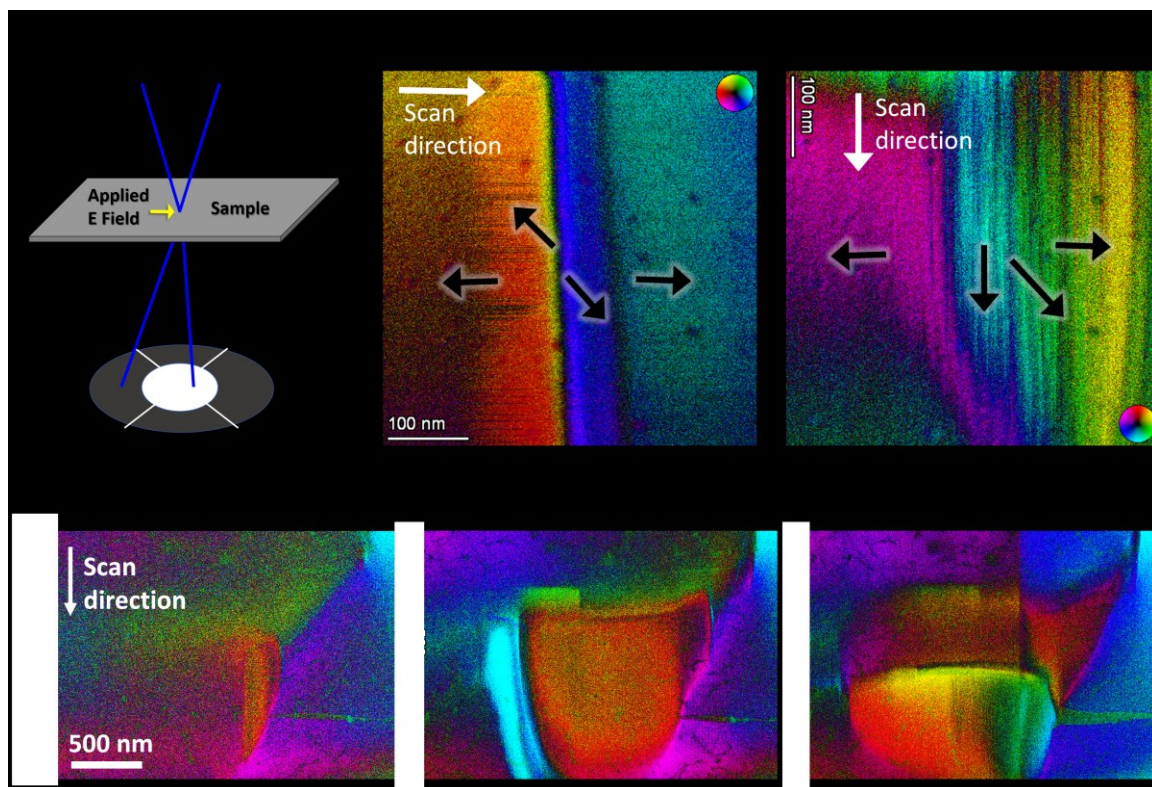 Applied
E Field
Sample
Scan
direction
100 nm
100 nm
Scan
direction
Scan
direction
500 nm